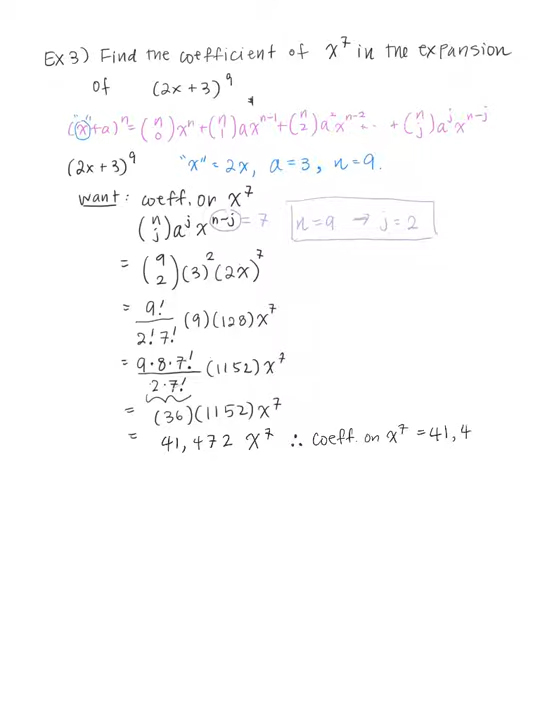 Ex 3) Find the coefficient of x^7 in the expansion
of (2x + 3)^9
("x" + a)^n = (n 0) x^n + (n 1) a x^{n-1} + (n 2) a^2 x^{n-2} + ... + (n j) a^j x^{n-j}
(2x + 3)^9 "x" = 2x, a = 3, n = 9.
Want: coeff. on x^7
(n j) a^j x^{n-j} = 7 n = 9 → j = 2
= (9 2) (3)^2 (2x)^7
= 9!/(2! 7!) (9)(128) x^7
= (9 · 8 · 7!)/(2 · 7!) (1152) x^7
= (36)(1152) x^7
= 41,472 x^7 ∴ coeff. on x^7 = 41,4